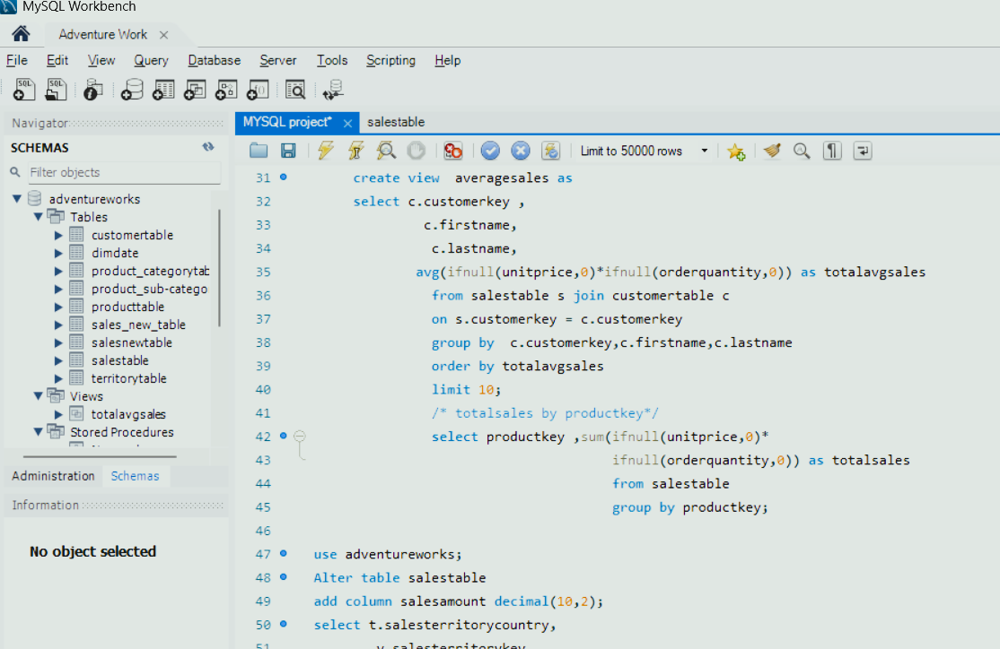 MySQL Workbench
Adventure Work
File Edit View Query Database Server Tools Scripting Help
SQL SQL
Navigator
SCHEMAS
Filter objects
adventureworks
Tables
customertable
dimdate
product_categorytab
product_sub-catego
producttable
sales_new_table
salesnewtable
salestable
territorytable
Views
totalavgsales
Stored Procedures
Administration Schemas
Information
No object selected
MYSQL project* salestable
Limit to 50000 rows
31 create view averagesales as
32 select c.customerkey ,
33 c.firstname,
34 c.lastname,
35 avg(ifnull(unitprice,0)*ifnull(orderquantity,0)) as totalavgsales
36 from salestable s join customertable c
37 on s.customerkey = c.customerkey
38 group by c.customerkey,c.firstname,c.lastname
39 order by totalavgsales
40 limit 10;
41 /* totalsales by productkey*/
42 select productkey ,sum(ifnull(unitprice,0)*
43 ifnull(orderquantity,0)) as totalsales
44 from salestable
45 group by productkey;
46
47 use adventureworks;
48 Alter table salestable
49 add column salesamount decimal(10,2);
50 select t.salesterritorycountry,
51 salesterritorykey